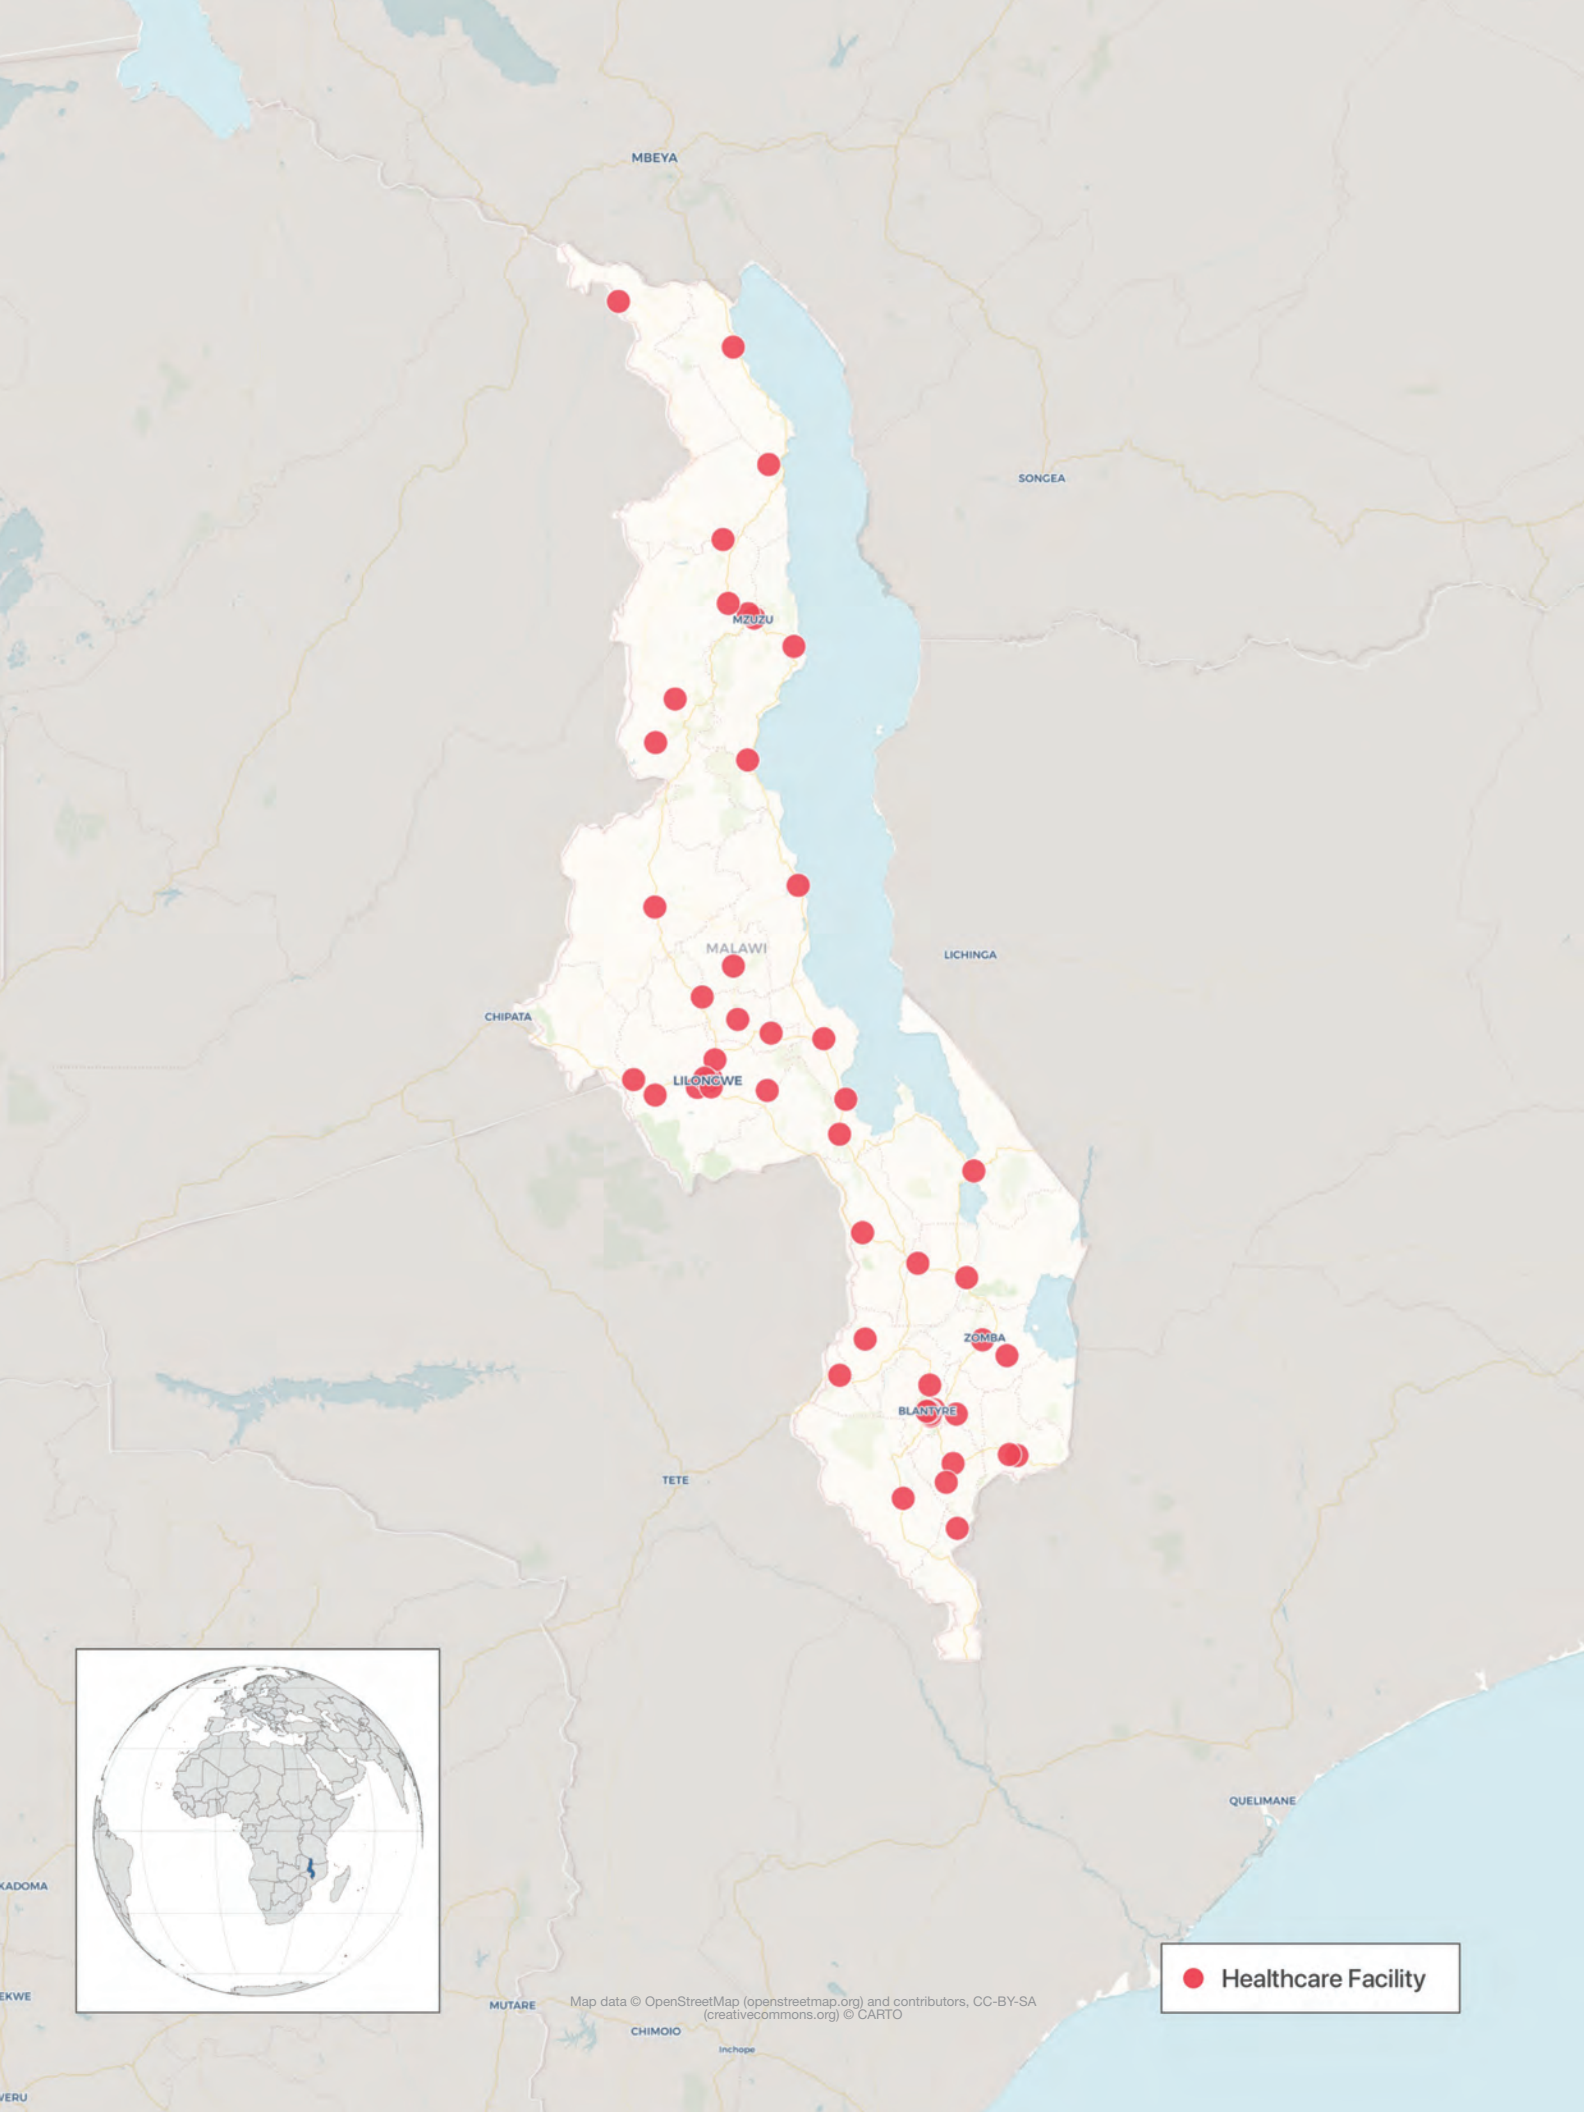 MBEYA
SONGEA
MZUZU
MALAWI
LICHINGA
CHIPATA
LILONGWE
ZOMBA
BLANTYRE
TETE
QUELIMANE
KADOMA
Healthcare Facility
EKWE
MUTARE
Map data © OpenStreetMap (openstreetmap.org) and contributors, CC-BY-SA
(creativecommons.org) © CARTO
CHIMOIO
Inchope